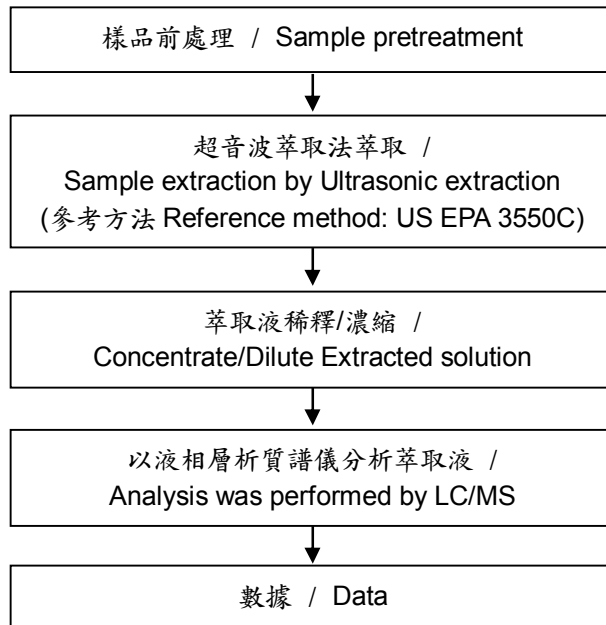 樣品前處理 / Sample pretreatment
超音波萃取法萃取 /
Sample extraction by Ultrasonic extraction
(參考方法 Reference method: US EPA 3550C)
萃取液稀釋/濃縮 /
Concentrate/Dilute Extracted solution
以液相層析質譜儀分析萃取液 /
Analysis was performed by LC/MS
數據 / Data